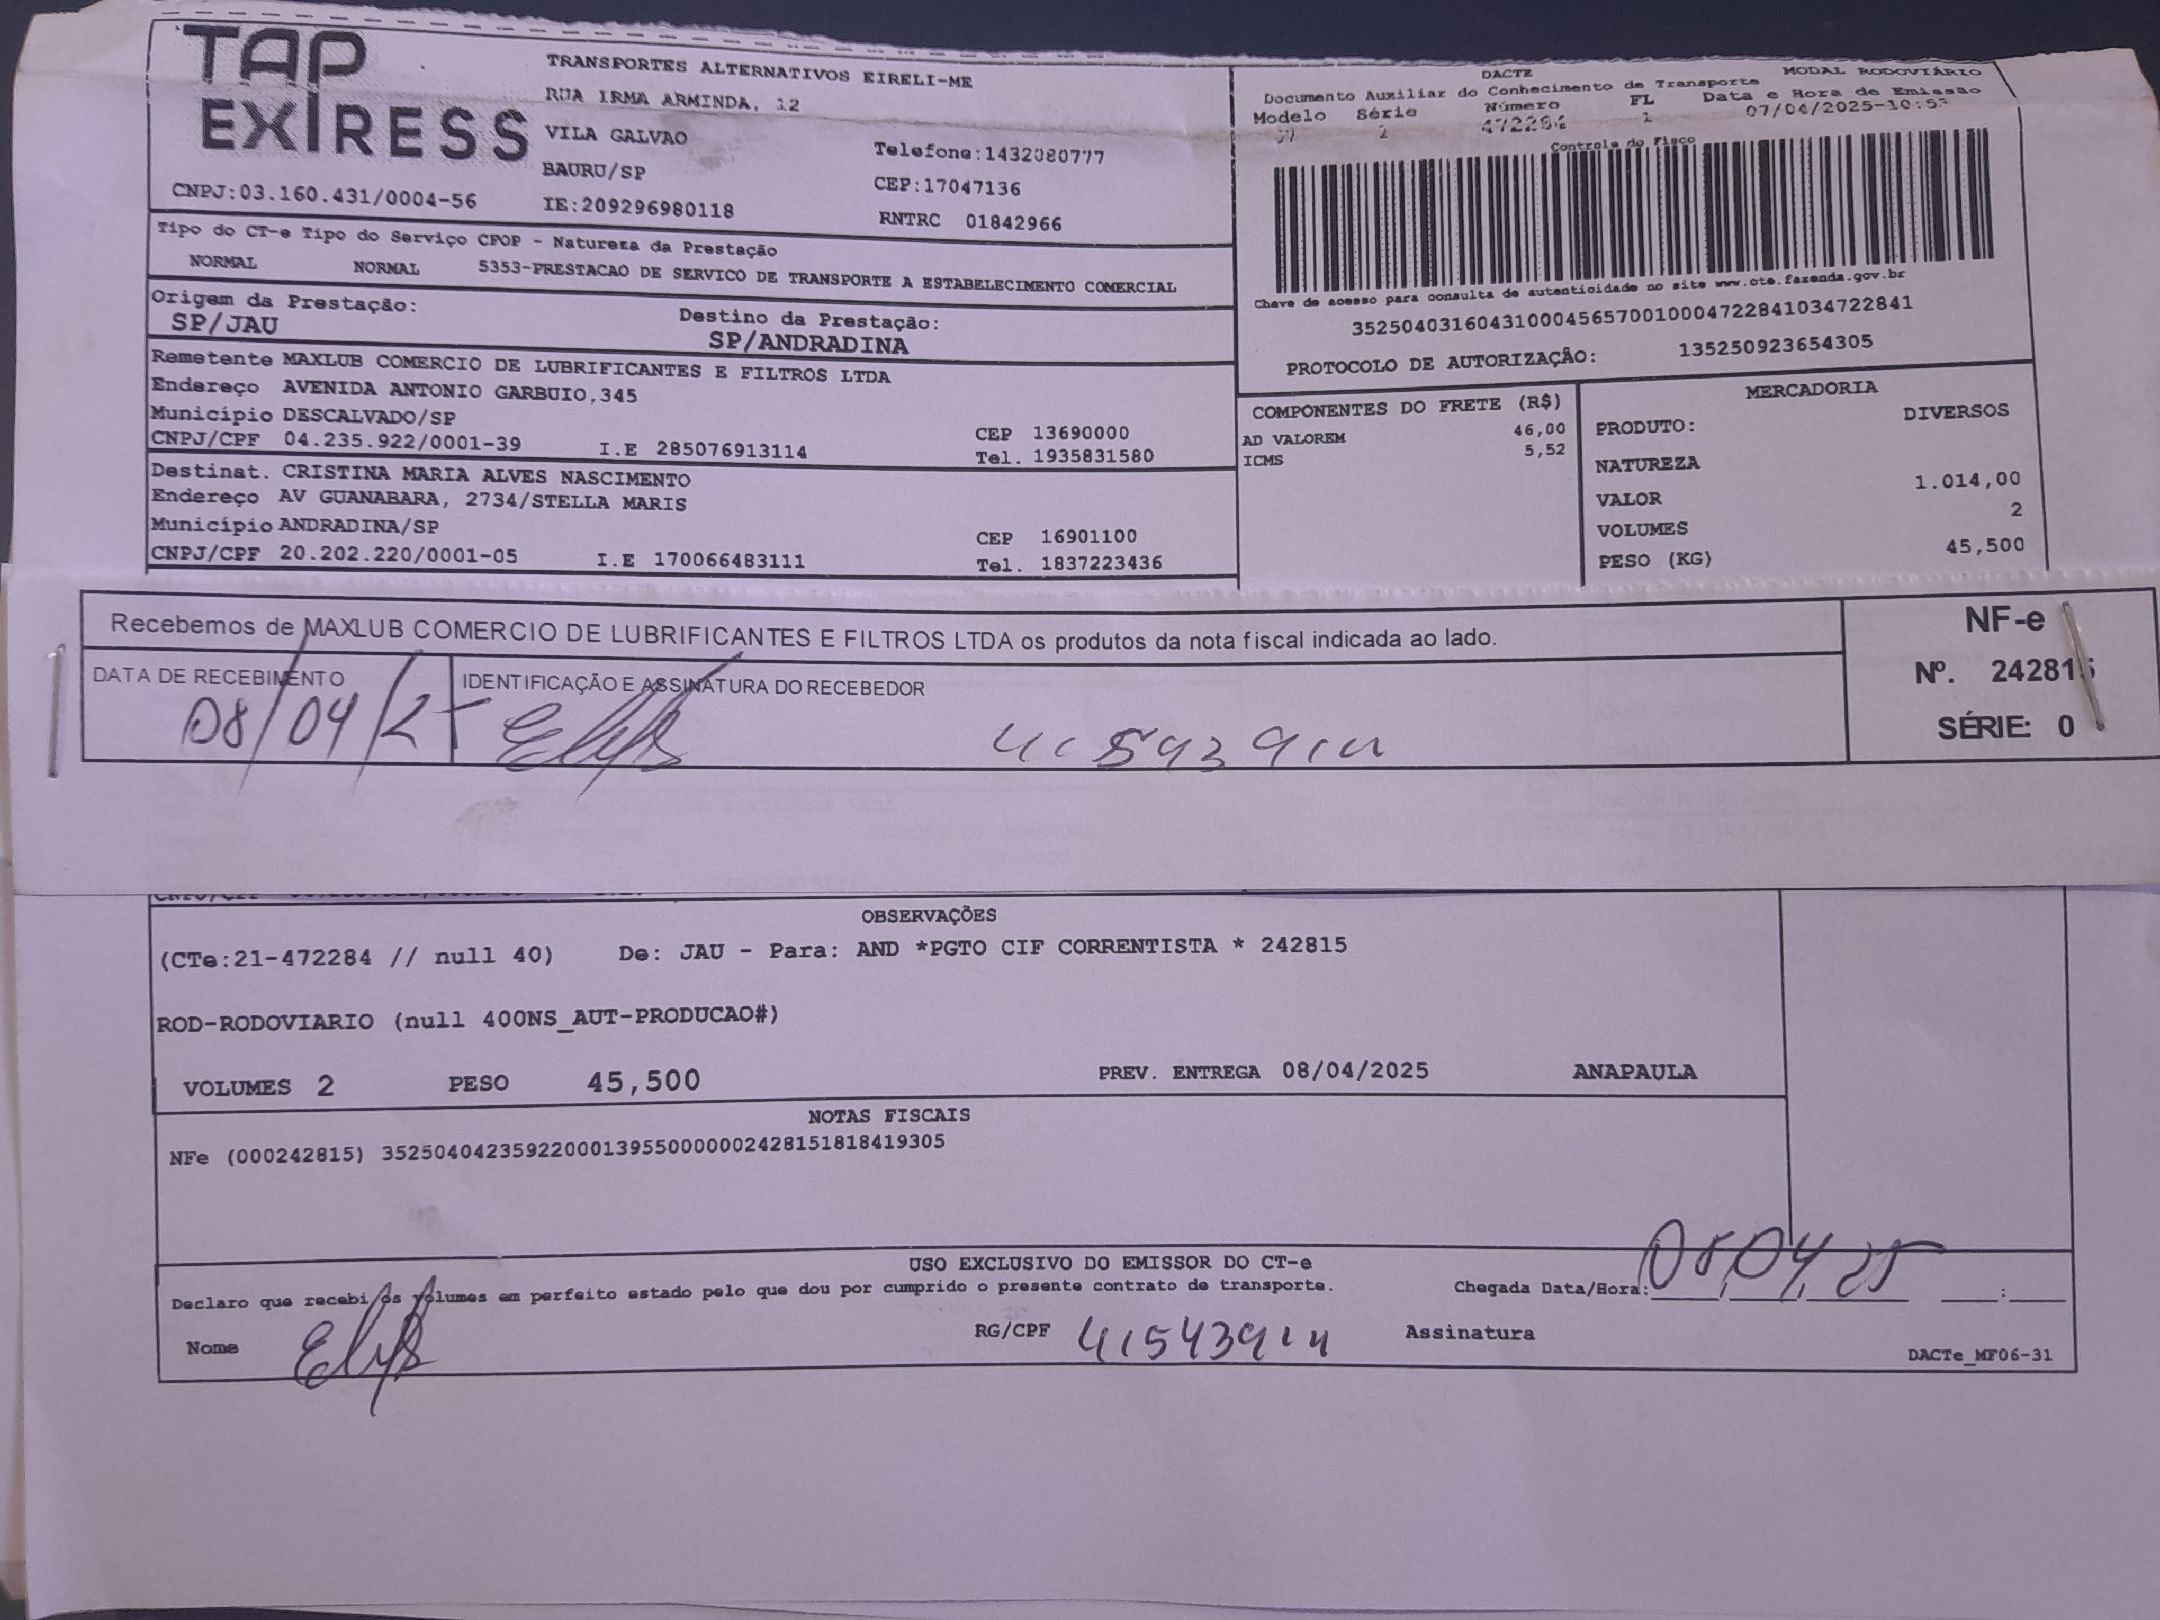 TAP
EXPRESS
TRANSPORTES ALTERNATIVOS EIRELI-ME
RUA IRMA ARMINDA, 12
VILA GALVAO
BAURU/SP
Telefone:1432080777
CEP:17047136
CNPJ:03.160.431/0004-56
IE:209296980118
RNTRC 01842966
DACTE MODAL RODOVIÁRIO
Documento Auxiliar do Conhecimento de Transporte
Modelo Série Número FL Data e Hora de Emissão
57 2 472284 1 07/04/2025-10:5
Controle do Fisco
Chave de acesso para consulta de autenticidade no site www.cte.fazenda.gov.br
35250403160431000456570010004722841034722841
PROTOCOLO DE AUTORIZAÇÃO: 135250923654305
Tipo do CT-e Tipo do Serviço CFOP - Natureza da Prestação
NORMAL NORMAL 5353-PRESTACAO DE SERVICO DE TRANSPORTE A ESTABELECIMENTO COMERCIAL
Origem da Prestação:
SP/JAU
Destino da Prestação:
SP/ANDRADINA
Remetente MAXLUB COMERCIO DE LUBRIFICANTES E FILTROS LTDA
Endereço AVENIDA ANTONIO GARBUIO,345
Município DESCALVADO/SP
CEP 13690000
CNPJ/CPF 04.235.922/0001-39 I.E 285076913114 Tel. 1935831580
Destinat. CRISTINA MARIA ALVES NASCIMENTO
Endereço AV GUANABARA, 2734/STELLA MARIS
Município ANDRADINA/SP
CEP 16901100
CNPJ/CPF 20.202.220/0001-05 I.E 170066483111 Tel. 1837223436
COMPONENTES DO FRETE (R$)
AD VALOREM 46,00
ICMS 5,52
MERCADORIA
PRODUTO: DIVERSOS
NATUREZA
VALOR 1.014,00
VOLUMES 2
PESO (KG) 45,500
Recebemos de MAXLUB COMERCIO DE LUBRIFICANTES E FILTROS LTDA os produtos da nota fiscal indicada ao lado.
NF-e
Nº. 242815
SÉRIE: 0
DATA DE RECEBIMENTO
08/04/25
IDENTIFICAÇÃO E ASSINATURA DO RECEBEDOR
OBSERVAÇÕES
(CTe:21-472284 // null 40) De: JAU - Para: AND *PGTO CIF CORRENTISTA * 242815
ROD-RODOVIARIO (null 400NS_AUT-PRODUCAO#)
VOLUMES 2 PESO 45,500 PREV. ENTREGA 08/04/2025 ANAPAULA
NOTAS FISCAIS
NFe (000242815) 35250404235922000139550000002428151818419305
USO EXCLUSIVO DO EMISSOR DO CT-e
Declaro que recebi os volumes em perfeito estado pelo que dou por cumprido o presente contrato de transporte.
Chegada Data/Hora: 08,04,25 :
Nome
RG/CPF
Assinatura
DACTe_MF06-31